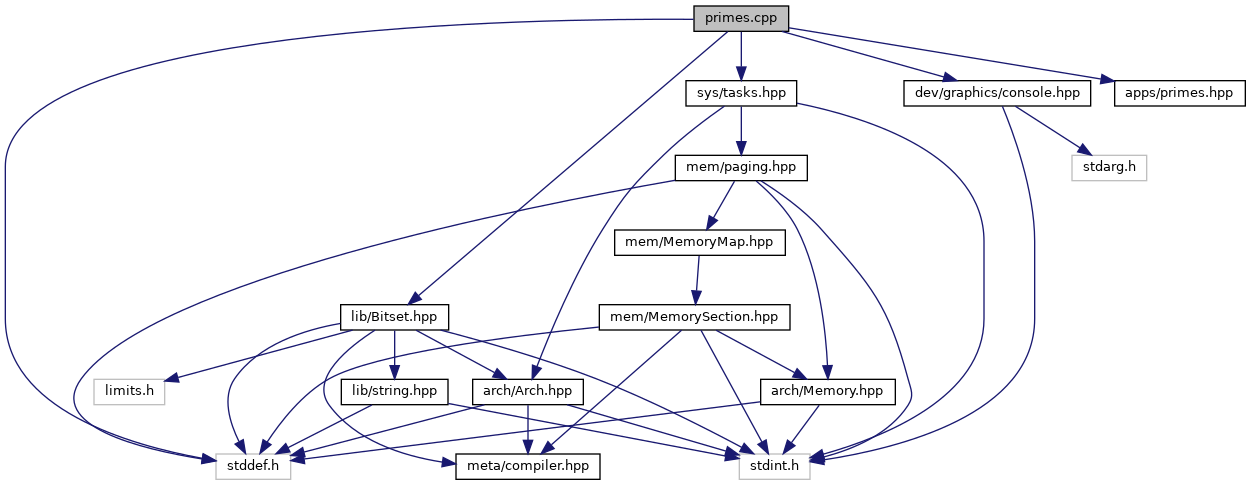 primes.cpp
sys/tasks.hpp
dev/graphics/console.hpp
apps/primes.hpp
mem/paging.hpp
stdarg.h
mem/MemoryMap.hpp
lib/Bitset.hpp
mem/MemorySection.hpp
limits.h
lib/string.hpp
arch/Arch.hpp
arch/Memory.hpp
stddef.h
meta/compiler.hpp
stdint.h